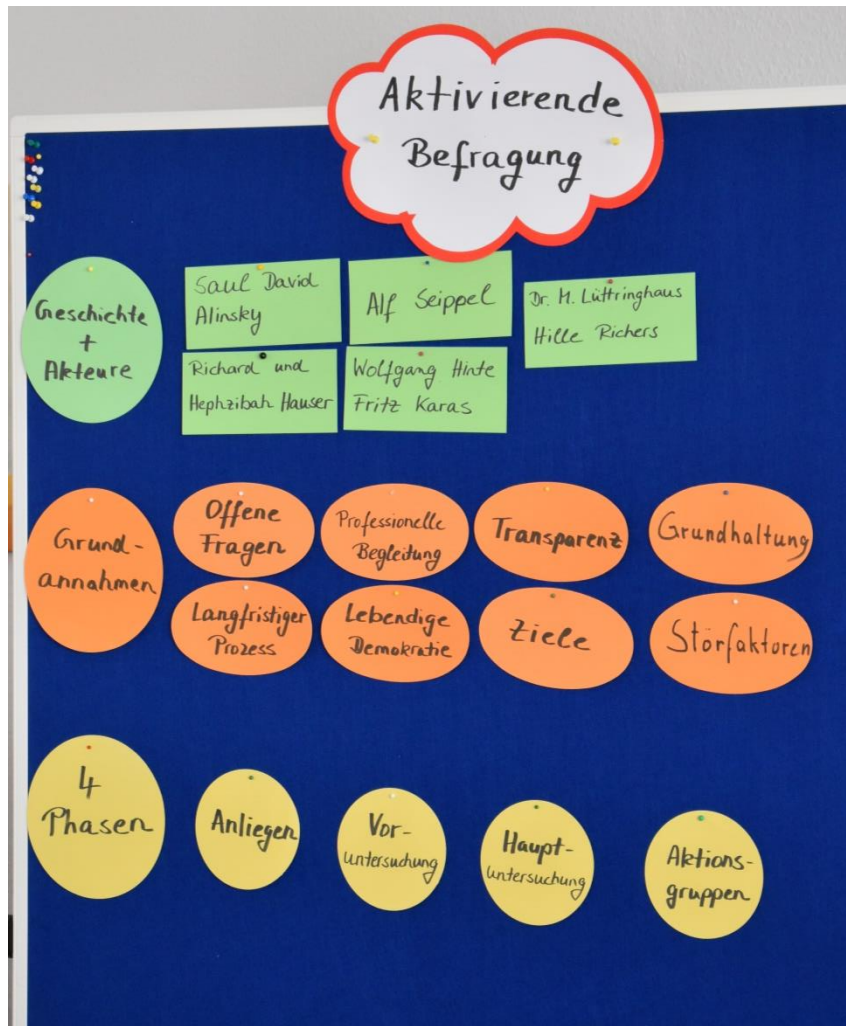 Aktivierende
Befragung
Geschichte
+
Akteure
Saul David
Alinsky
Alf Seippel
Dr. M. Lüttringhaus
Hille Richers
Richard und
Hephzibah Hauser
Wolfgang Hinte
Fritz Karas
Grund-
annahmen
Offene
Fragen
Professionelle
Begleitung
Transparenz
Grundhaltung
Langfristiger
Prozess
Lebendige
Demokratie
Ziele
Störfaktoren
4
Phasen
Anliegen
Vor-
untersuchung
Haupt-
untersuchung
Aktions-
gruppen